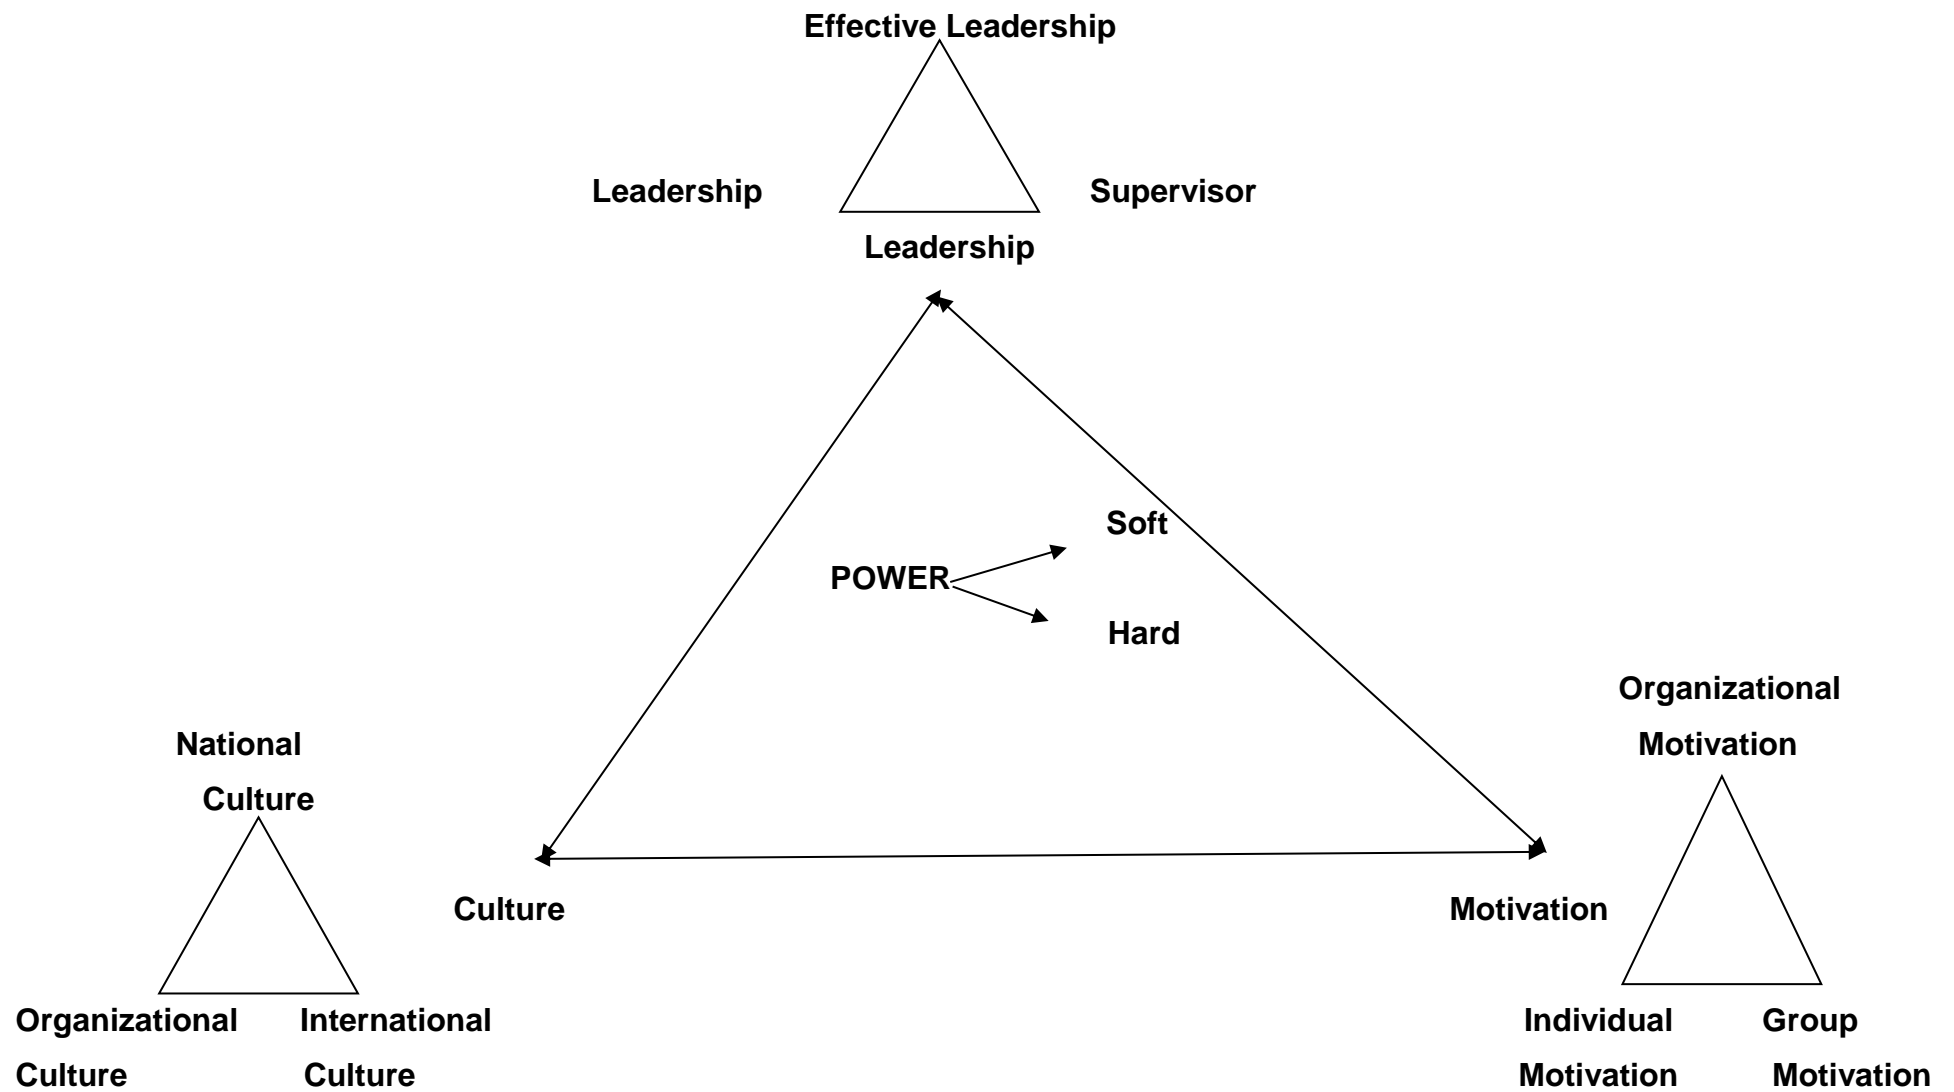 Effective Leadership
Leadership
Supervisor
Leadership
Soft
POWER
Hard
Organizational
Motivation
National
Culture
Culture
Motivation
Organizational
Culture
International
Culture
Individual
Motivation
Group
Motivation